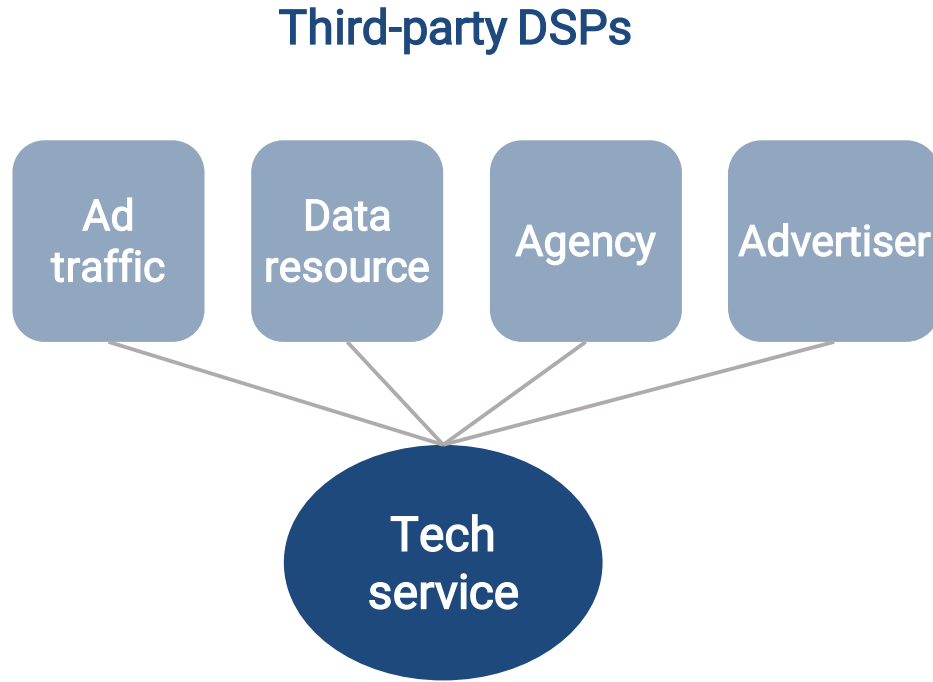 Third-party DSPs
Ad
traffic
Data
resource
Agency
Advertiser
Tech
service